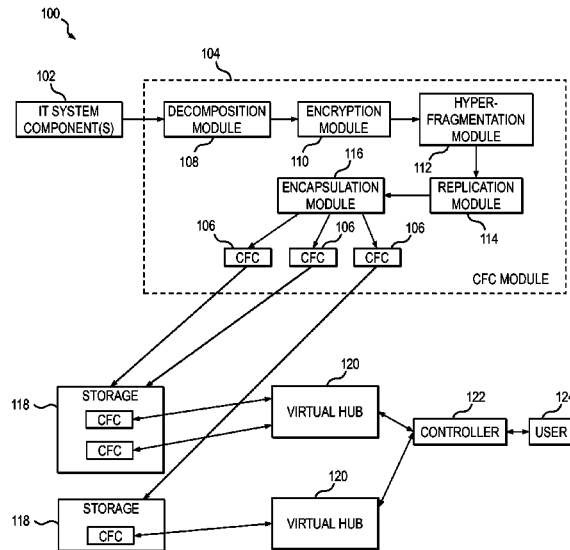 100
102
104
IT SYSTEM
COMPONENT(S)
DECOMPOSITION
MODULE
108
ENCRYPTION
MODULE
110
HYPER-
FRAGMENTATION
MODULE
112
116
ENCAPSULATION
MODULE
REPLICATION
MODULE
114
106
106
106
CFC
CFC
CFC
CFC MODULE
118
STORAGE
CFC
CFC
120
VIRTUAL HUB
122
CONTROLLER
124
USER
118
STORAGE
CFC
120
VIRTUAL HUB